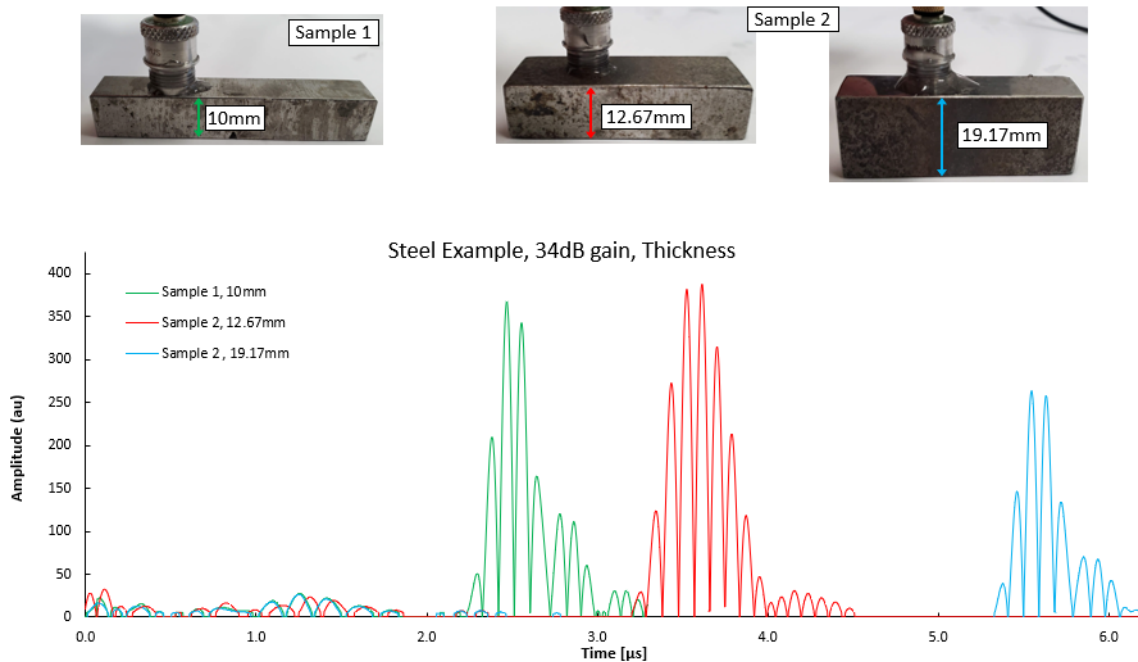 Sample 1
Sample 2
10mm
12.67mm
19.17mm
Steel Example, 34dB gain, Thickness
Sample 1, 10mm
Sample 2, 12.67mm
Sample 2 , 19.17mm
Amplitude (au)
400
350
300
250
200
150
100
50
0
0.0
1.0
2.0
3.0
4.0
5.0
6.0
Time [µs]